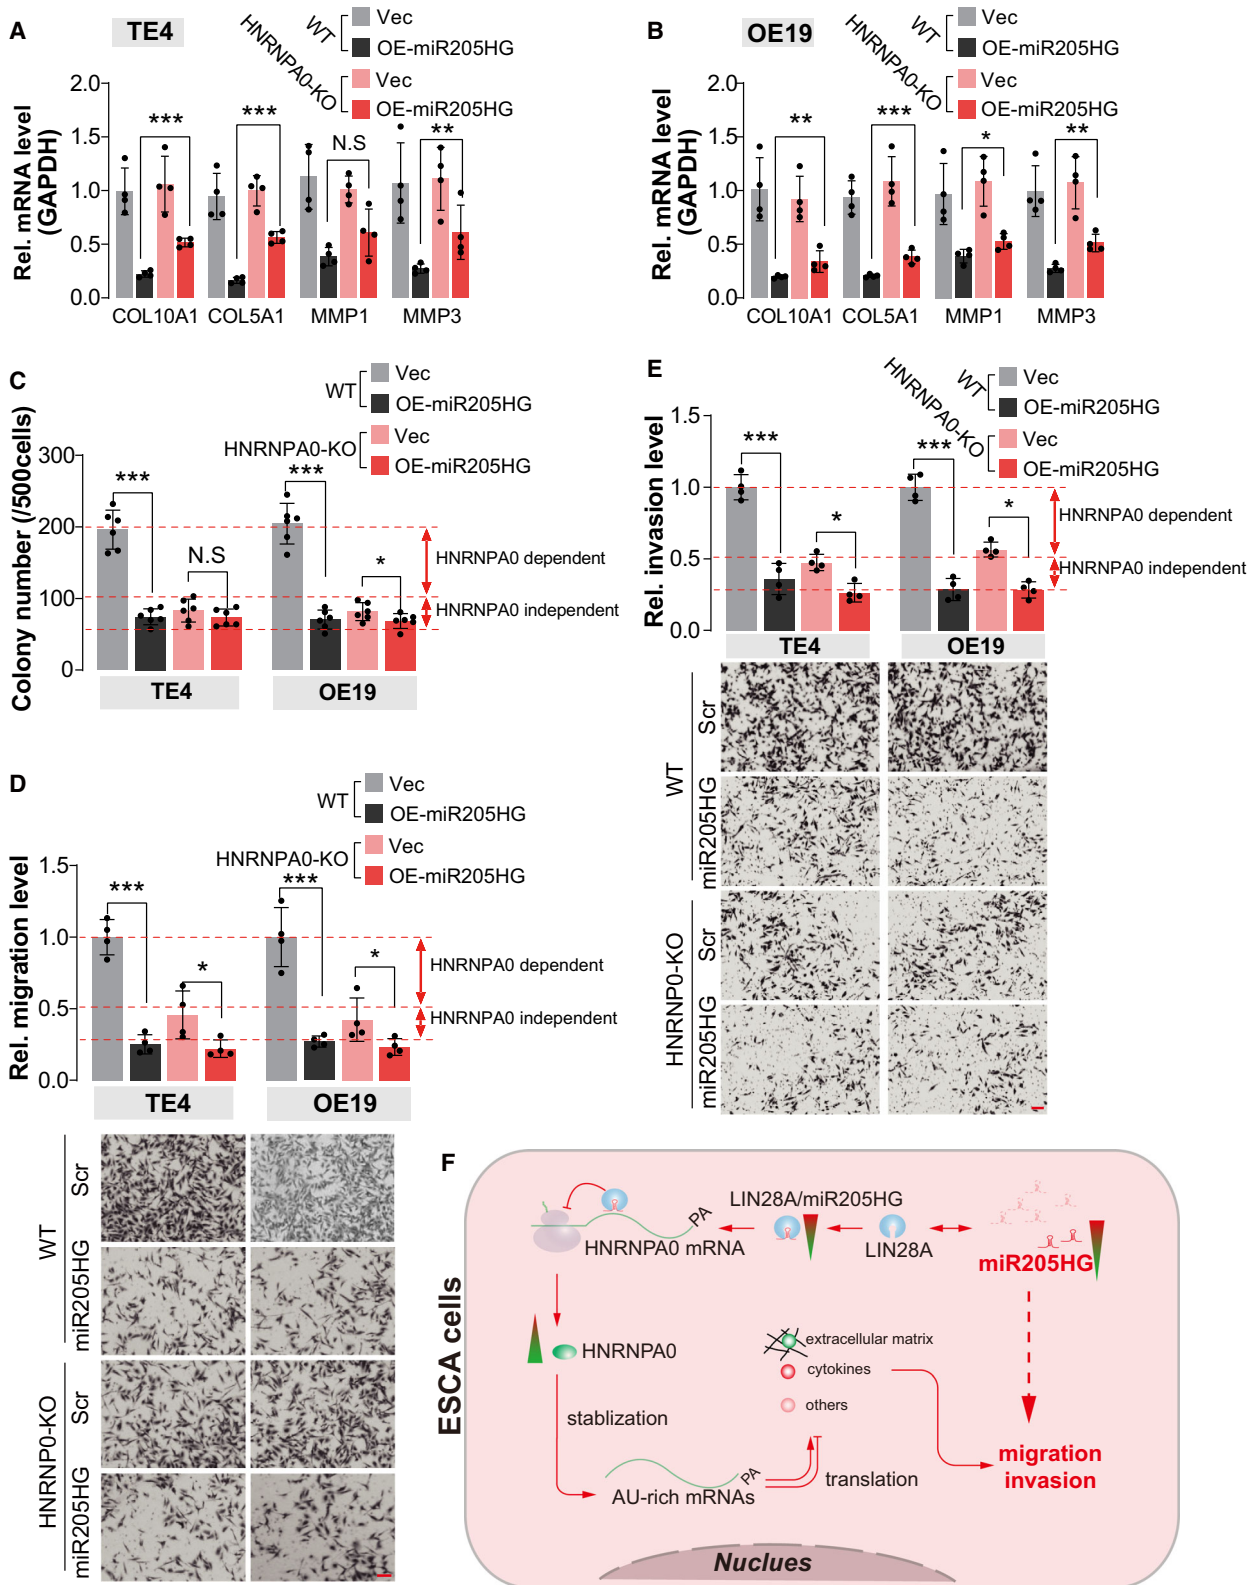 A
TE4
WT
HNRNPA0-KO
Vec
OE-miR205HG
Vec
OE-miR205HG
Rel. mRNA level
(GAPDH)
2.0
1.5
1.0
0.5
0.0
***
***
N.S
**
COL10A1 COL5A1 MMP1 MMP3
B
OE19
WT
HNRNPA0-KO
Vec
OE-miR205HG
Vec
OE-miR205HG
Rel. mRNA level
(GAPDH)
2.0
1.5
1.0
0.5
0.0
**
***
*
**
COL10A1 COL5A1 MMP1 MMP3
C
WT
Vec
OE-miR205HG
HNRNPA0-KO
Vec
OE-miR205HG
Colony number (/500cells)
300
200
100
0
***
N.S
***
*
HNRNPA0 dependent
HNRNPA0 independent
TE4 OE19
D
WT
Vec
OE-miR205HG
HNRNPA0-KO
Vec
OE-miR205HG
Rel. migration level
1.5
1.0
0.5
0.0
***
*
***
*
HNRNPA0 dependent
HNRNPA0 independent
TE4 OE19
WT
Scr
miR205HG
HNRNP0-KO
Scr
miR205HG
E
WT
HNRNPA0-KO
Vec
OE-miR205HG
Vec
OE-miR205HG
Rel. invasion level
1.5
1.0
0.5
0.0
***
*
***
*
HNRNPA0 dependent
HNRNPA0 independent
TE4 OE19
WT
Scr
miR205HG
HNRNP0-KO
Scr
miR205HG
F
ESCA cells
PA
HNRNPA0 mRNA
LIN28A/miR205HG
LIN28A
miR205HG
HNRNPA0
extracellular matrix
cytokines
others
stablization
PA
AU-rich mRNAs
translation
migration
invasion
Nuclues